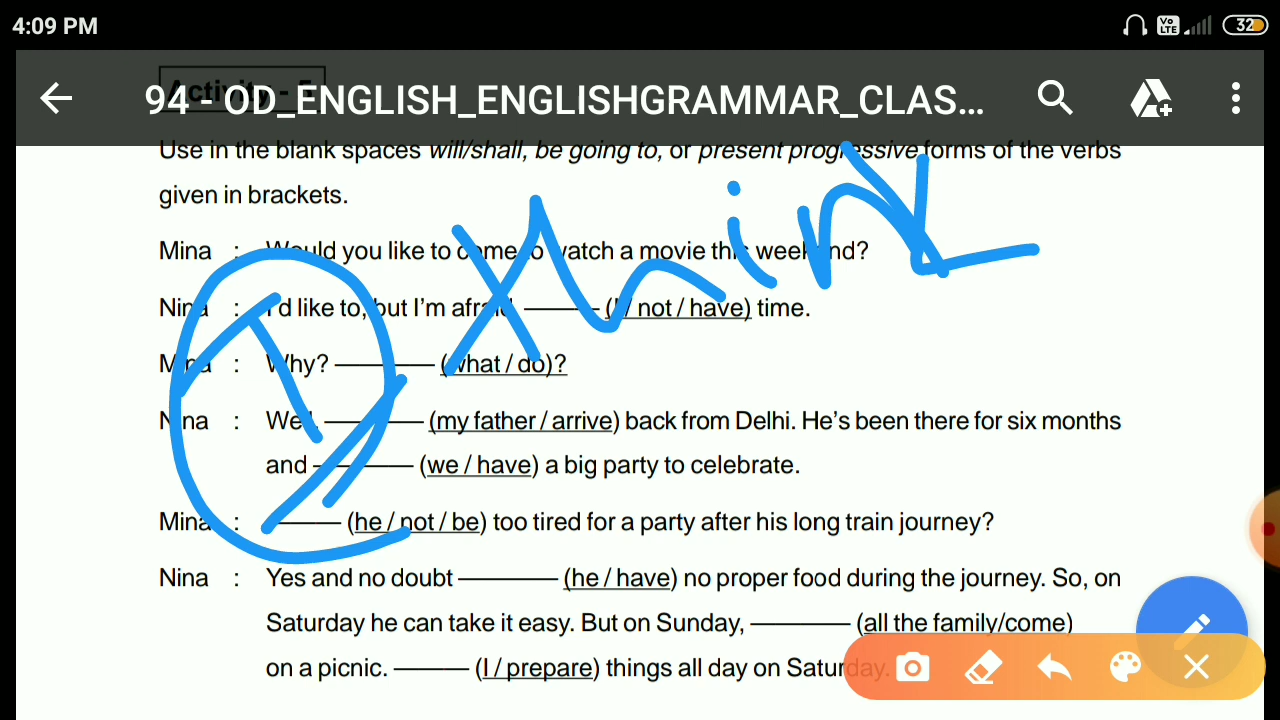 4:09 PM Vo LTE 32
94 - OD_ENGLISH_ENGLISHGRAMMAR_CLAS...
Activity - 5
Use in the blank spaces will/shall, be going to, or present progressive forms of the verbs
given in brackets.
Mina : Would you like to come to watch a movie this weekend?
Nina : I'd like to, but I'm afraid ——— (I / not / have) time.
Mina : Why? ———— (what / do)?
Nina : Well, ———— (my father / arrive) back from Delhi. He's been there for six months
and ———— (we / have) a big party to celebrate.
Mina : ——— (he / not / be) too tired for a party after his long train journey?
Nina : Yes and no doubt ———— (he / have) no proper food during the journey. So, on
Saturday he can take it easy. But on Sunday, ———— (all the family/come)
on a picnic. ——— (I / prepare) things all day on Saturday.
think